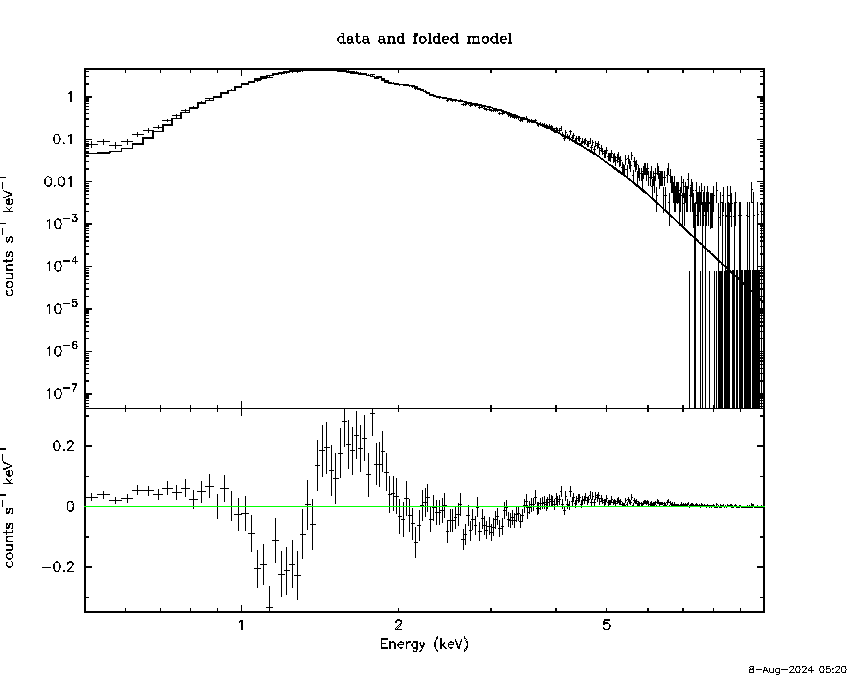 data and folded model
1
0.1
0.01
10⁻³
10⁻⁴
10⁻⁵
10⁻⁶
10⁻⁷
counts s⁻¹ keV⁻¹
0.2
0
−0.2
counts s⁻¹ keV⁻¹
1 2 5
Energy (keV)
8−Aug−2024 05:20